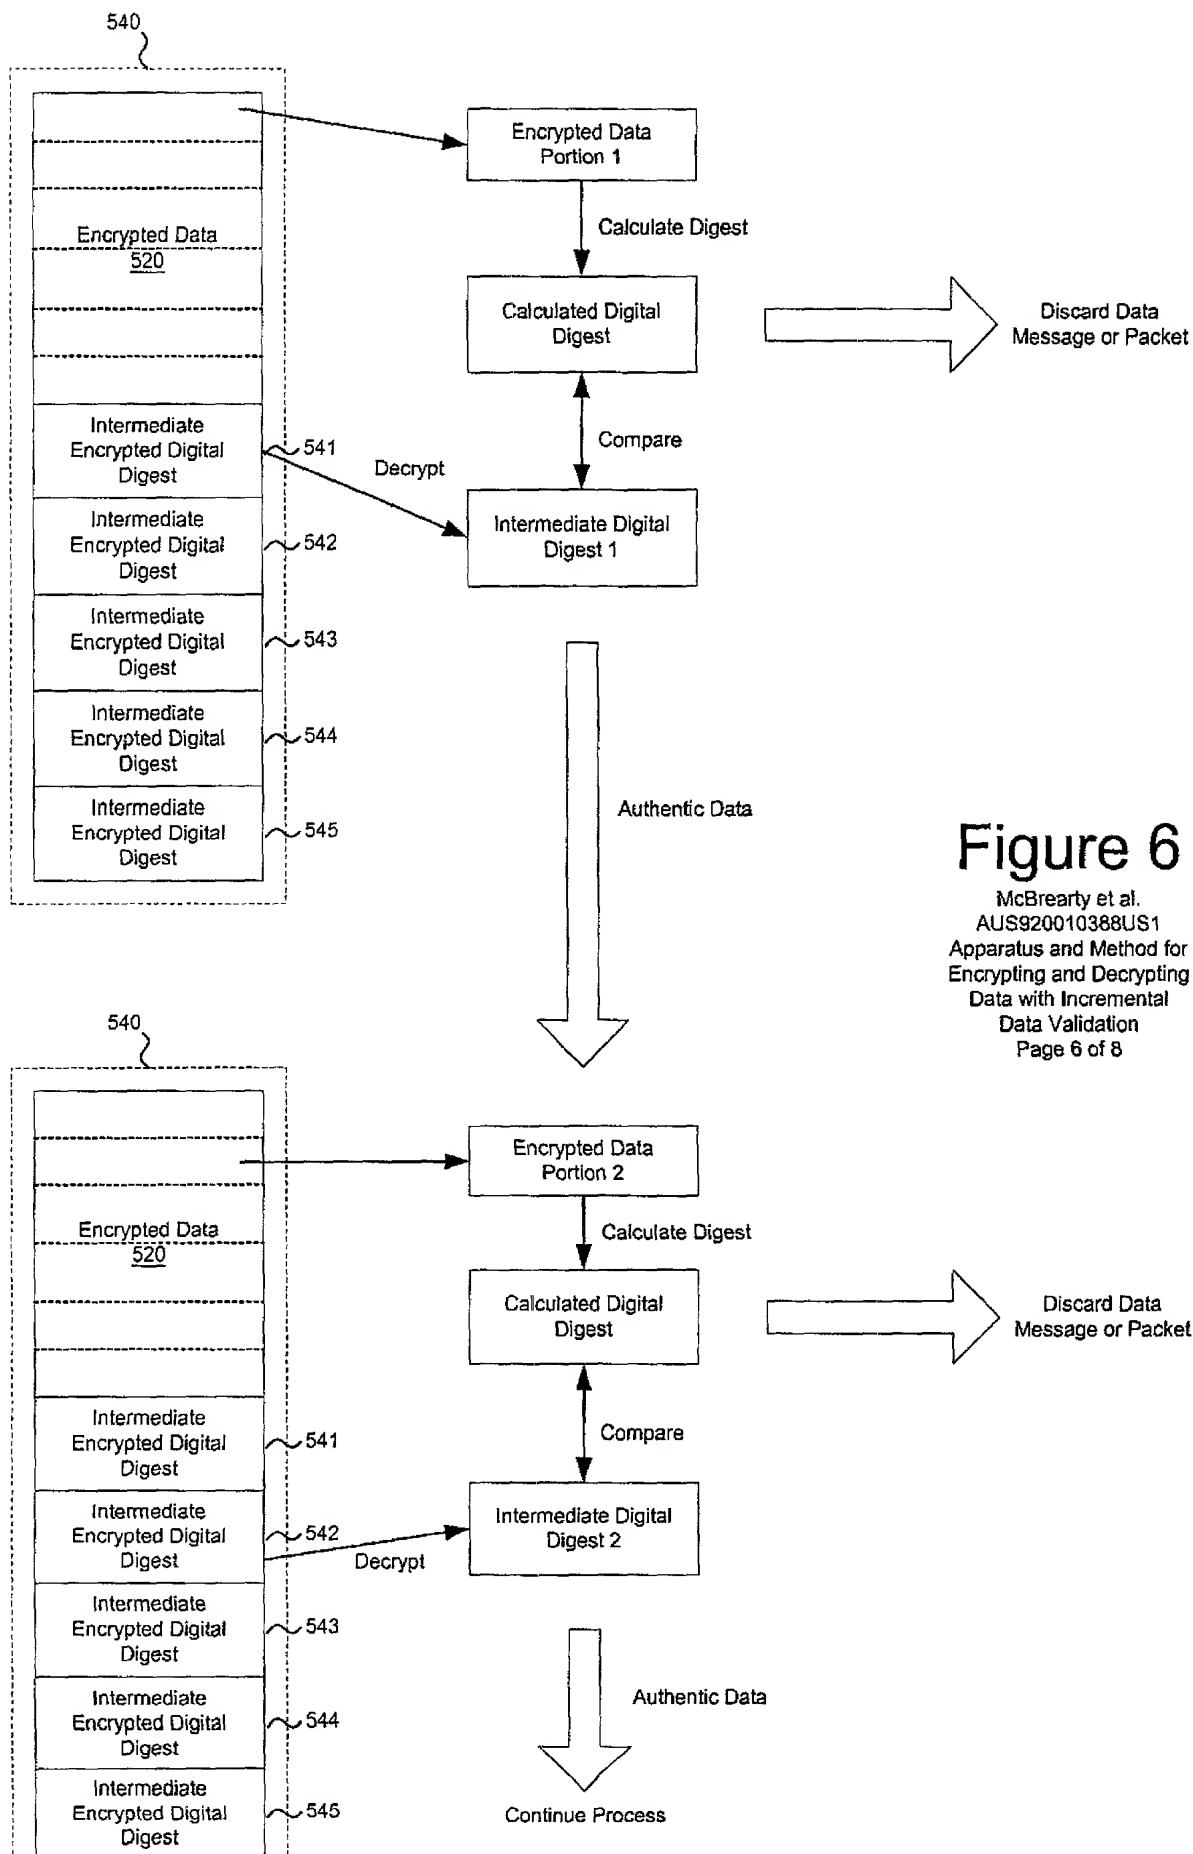 540
Encrypted Data
520
Intermediate
Encrypted Digital
Digest
541
Intermediate
Encrypted Digital
Digest
542
Intermediate
Encrypted Digital
Digest
543
Intermediate
Encrypted Digital
Digest
544
Intermediate
Encrypted Digital
Digest
545
Encrypted Data
Portion 1
Calculate Digest
Calculated Digital
Digest
Discard Data
Message or Packet
Compare
Decrypt
Intermediate Digital
Digest 1
Authentic Data
Figure 6
McBrearty et al.
AUS920010388US1
Apparatus and Method for
Encrypting and Decrypting
Data with Incremental
Data Validation
Page 6 of 8
540
Encrypted Data
520
Intermediate
Encrypted Digital
Digest
541
Intermediate
Encrypted Digital
Digest
542
Intermediate
Encrypted Digital
Digest
543
Intermediate
Encrypted Digital
Digest
544
Intermediate
Encrypted Digital
Digest
545
Encrypted Data
Portion 2
Calculate Digest
Calculated Digital
Digest
Discard Data
Message or Packet
Compare
Decrypt
Intermediate Digital
Digest 2
Authentic Data
Continue Process